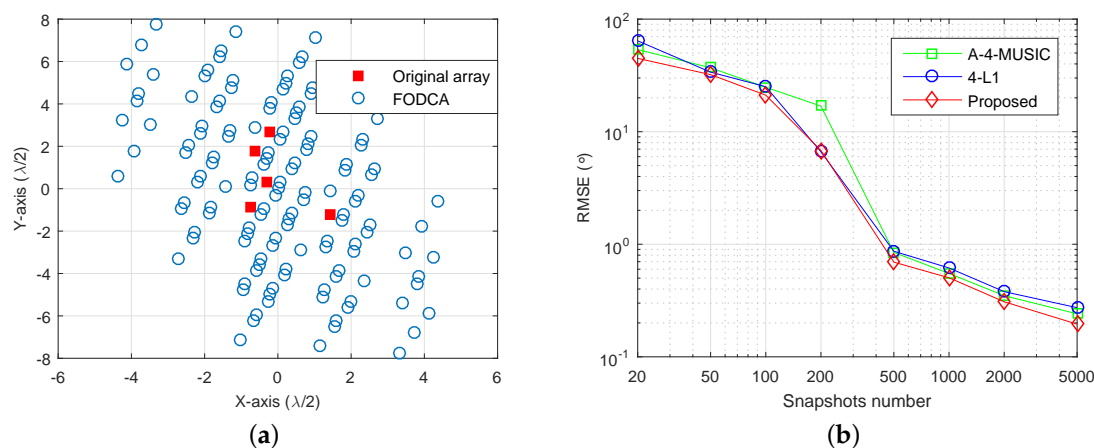 8
6
4
2
0
-2
-4
-6
-8
Y-axis (λ/2)
Original array
FODCA
-6 -4 -2 0 2 4 6
X-axis (λ/2)
(a)
10^0
10^2
10^1
10^0
10^-1
RMSE (°)
A-4-MUSIC
4-L1
Proposed
20 50 100 200 500 1000 2000 5000
Snapshots number
(b)